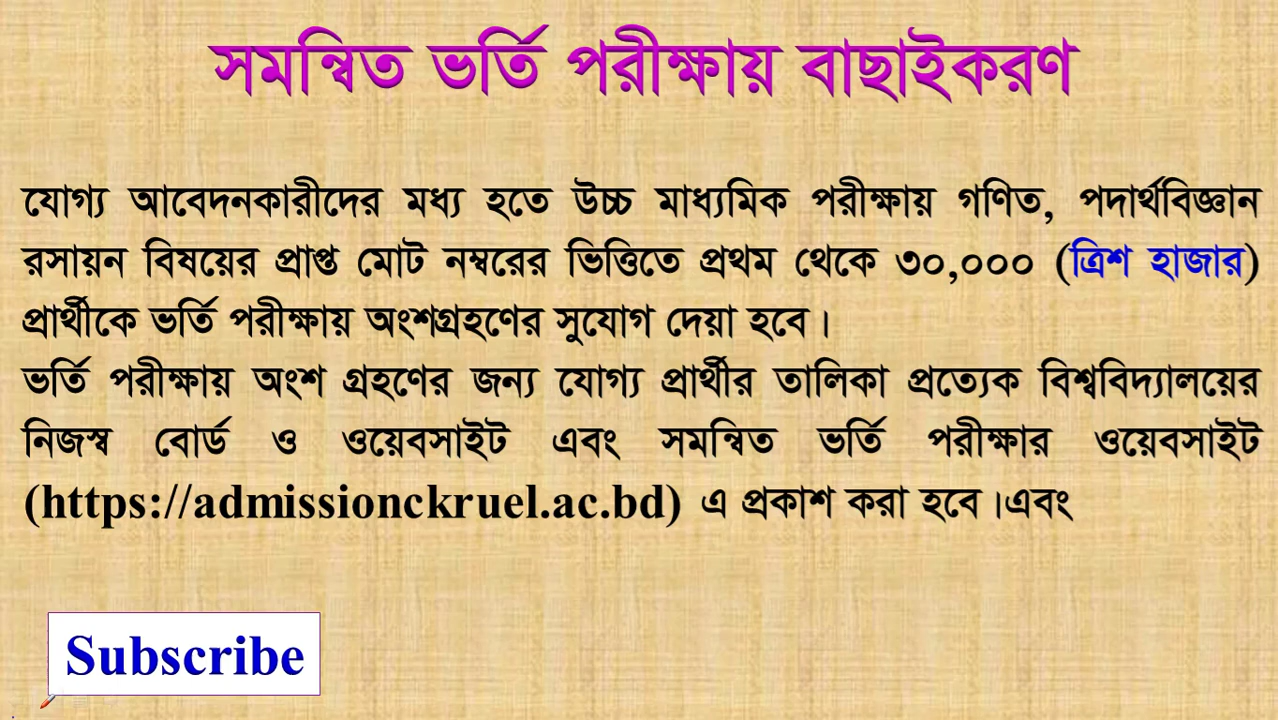 সমন্বিত ভর্তি পরীক্ষায় বাছাইকরণ
যোগ্য আবেদনকারীদের মধ্য হতে উচ্চ মাধ্যমিক পরীক্ষায় গণিত, পদার্থবিজ্ঞান
রসায়ন বিষয়ের প্রাপ্ত মোট নম্বরের ভিত্তিতে প্রথম থেকে ৩০,০০০ (ত্রিশ হাজার)
প্রার্থীকে ভর্তি পরীক্ষায় অংশগ্রহণের সুযোগ দেয়া হবে।
ভর্তি পরীক্ষায় অংশ গ্রহণের জন্য যোগ্য প্রার্থীর তালিকা প্রত্যেক বিশ্ববিদ্যালয়ের
নিজস্ব বোর্ড ও ওয়েবসাইট এবং সমন্বিত ভর্তি পরীক্ষার ওয়েবসাইট
(https://admissionckruel.ac.bd) এ প্রকাশ করা হবে।এবং
Subscribe